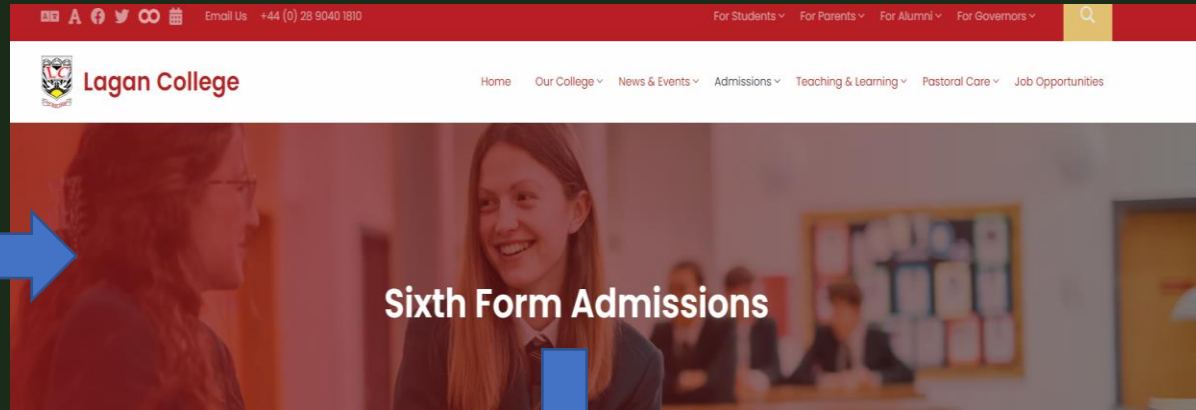 Email Us +44 (0) 28 9040 1810 For Students For Parents For Alumni For Governors
Lagan College
Home Our College News & Events Admissions Teaching & Learning Pastoral Care Job Opportunities
Sixth Form Admissions